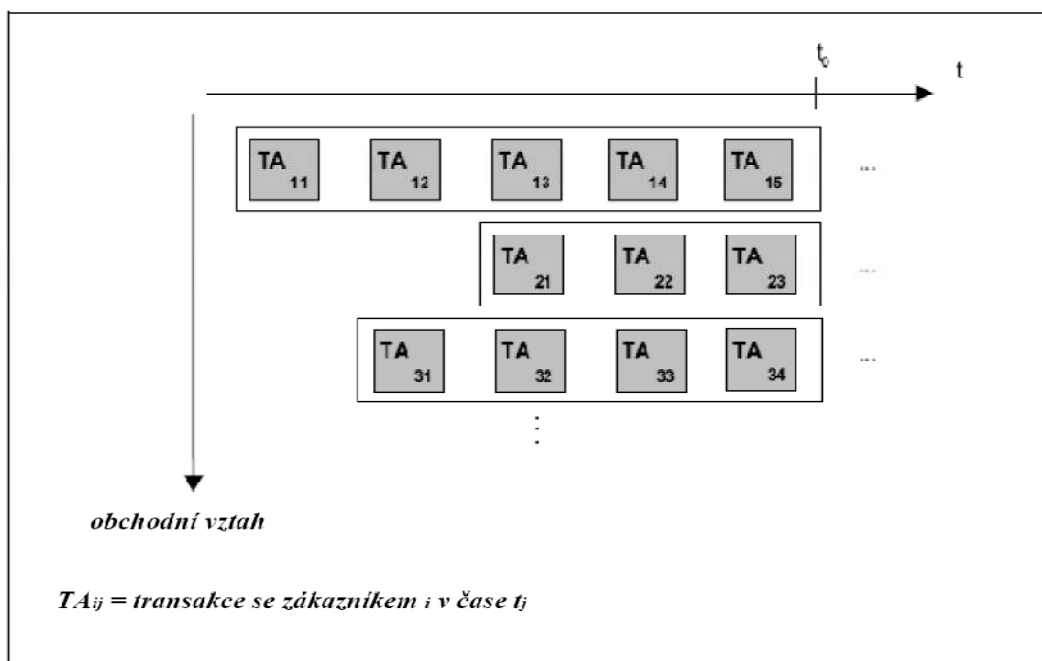 t0
t
TA 11 TA 12 TA 13 TA 14 TA 15 ...
TA 21 TA 22 TA 23 ...
TA 31 TA 32 TA 33 TA 34 ...
obchodní vztah
TAij = transakce se zákazníkem i v čase tj